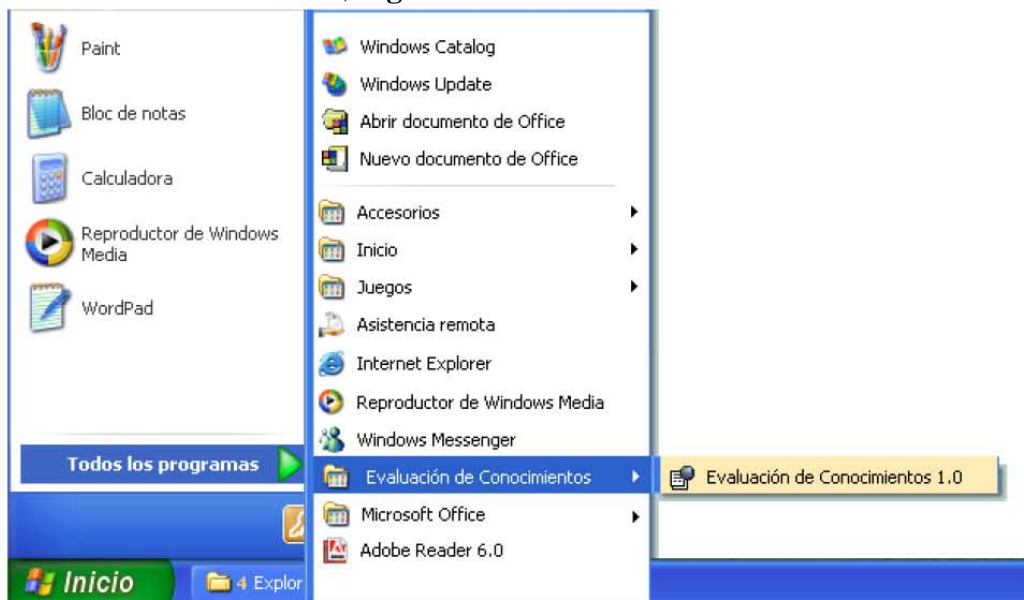 Paint
Bloc de notas
Calculadora
Reproductor de Windows
Media
WordPad
Todos los programas
Inicio
4 Explor
Windows Catalog
Windows Update
Abrir documento de Office
Nuevo documento de Office
Accesorios
Inicio
Juegos
Asistencia remota
Internet Explorer
Reproductor de Windows Media
Windows Messenger
Evaluación de Conocimientos
Microsoft Office
Adobe Reader 6.0
Evaluación de Conocimientos 1.0